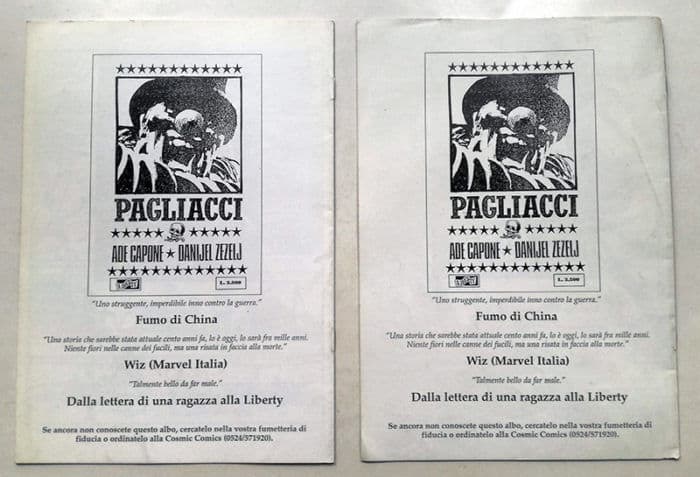 PAGLIACCI
ADE CAPONE ★ DANIJEL ZEZELJ
L. 3.500
"Uno struggente, imperdibile inno contro la guerra."
Fumo di China
"Una storia che sarebbe stata attuale cento anni fa, lo è oggi, lo sarà fra mille anni.
Niente fiori nelle canne dei fucili, ma una risata in faccia alla morte."
Wiz (Marvel Italia)
"Talmente bello da far male."
Dalla lettera di una ragazza alla Liberty
Se ancora non conoscete questo albo, cercatelo nella vostra fumetteria di
fiducia o ordinatelo alla Cosmic Comics (0524/571920).
PAGLIACCI
ADE CAPONE ★ DANIJEL ZEZELJ
L. 3.500
"Uno struggente, imperdibile inno contro la guerra."
Fumo di China
"Una storia che sarebbe stata attuale cento anni fa, lo è oggi, lo sarà fra mille anni.
Niente fiori nelle canne dei fucili, ma una risata in faccia alla morte."
Wiz (Marvel Italia)
"Talmente bello da far male."
Dalla lettera di una ragazza alla Liberty
Se ancora non conoscete questo albo, cercatelo nella vostra fumetteria di
fiducia o ordinatelo alla Cosmic Comics (0524/571920).